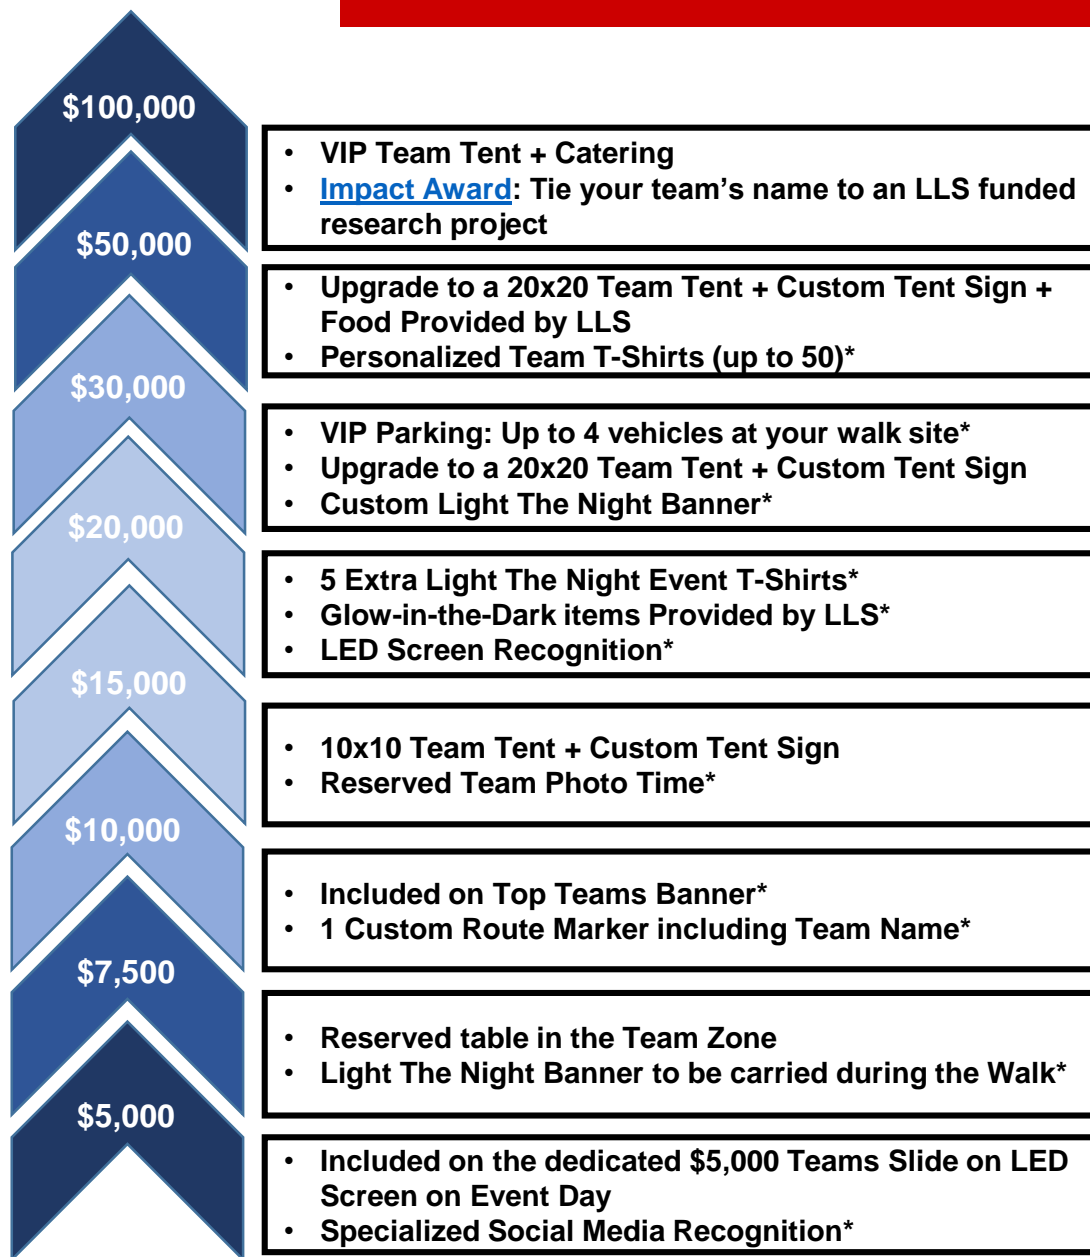 $100,000
• VIP Team Tent + Catering
• Impact Award: Tie your team's name to an LLS funded
research project
$50,000
• Upgrade to a 20x20 Team Tent + Custom Tent Sign +
Food Provided by LLS
• Personalized Team T-Shirts (up to 50)*
$30,000
• VIP Parking: Up to 4 vehicles at your walk site*
• Upgrade to a 20x20 Team Tent + Custom Tent Sign
• Custom Light The Night Banner*
$20,000
• 5 Extra Light The Night Event T-Shirts*
• Glow-in-the-Dark items Provided by LLS*
• LED Screen Recognition*
$15,000
• 10x10 Team Tent + Custom Tent Sign
• Reserved Team Photo Time*
$10,000
• Included on Top Teams Banner*
• 1 Custom Route Marker including Team Name*
$7,500
• Reserved table in the Team Zone
• Light The Night Banner to be carried during the Walk*
$5,000
• Included on the dedicated $5,000 Teams Slide on LED
Screen on Event Day
• Specialized Social Media Recognition*